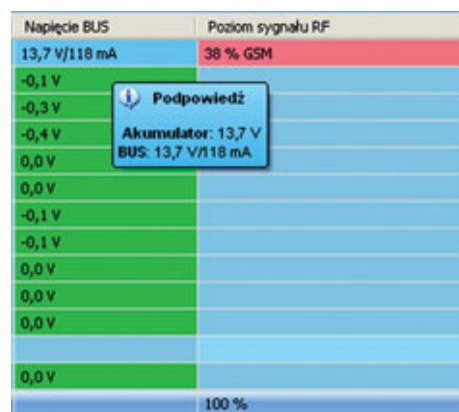 Napięcie BUS Poziom sygnału RF
13,7 V/118 mA 38 % GSM
-0,1 V
-0,3 V
-0,4 V
0,0 V
0,0 V
-0,1 V
-0,1 V
0,0 V
0,0 V
0,0 V
0,0 V
100 %
Podpowiedź
Akumulator: 13,7 V
BUS: 13,7 V/118 mA